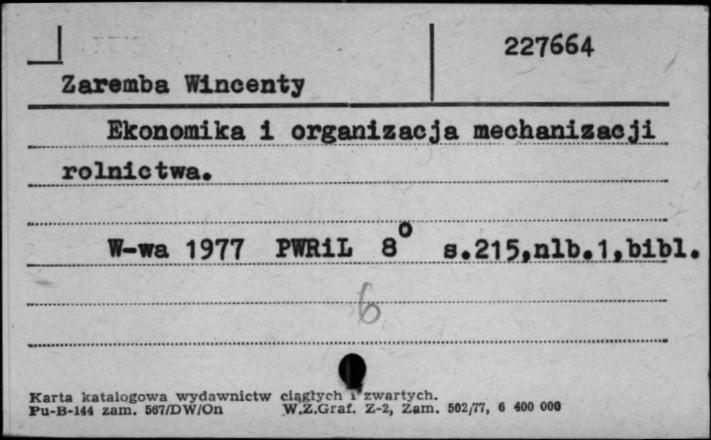 227664
Zaremba Wincenty
Ekonomika i organizacja mechanizacji
rolnictwa.
W-wa 1977 PWRiL 8° s.215,nlb.1,bibl.
6
Karta katalogowa wydawnictw ciągłych i zwartych.
Pu-B-144 zam. 567/DW/On W.Z.Graf. Z-2, Zam. 502/77, 6 400 000